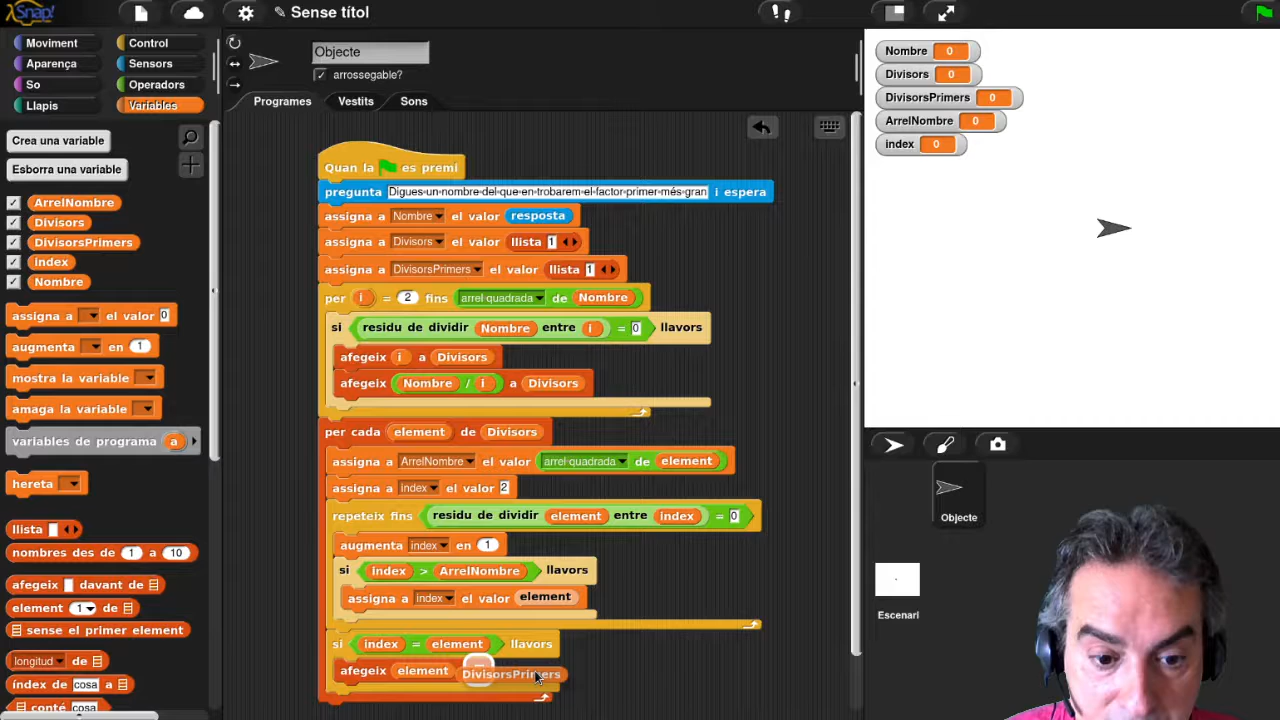 Snap!
Sense títol
Moviment
Control
Aparença
Sensors
So
Operadors
Llapis
Variables
Crea una variable
Esborra una variable
ArrelNombre
Divisors
DivisorsPrimers
index
Nombre
assigna a el valor 0
augmenta en 1
mostra la variable
amaga la variable
variables de programa a
hereta
llista
nombres des de 1 a 10
afegeix davant de
element 1 de
sense el primer element
longitud de
índex de cosa a
conté cosa
Objecte
arrossegable?
Programes Vestits Sons
Quan la es premi
pregunta Digues·un·nombre·del·que·en·trobarem·el·factor·primer·més·gran i espera
assigna a Nombre el valor resposta
assigna a Divisors el valor llista 1
assigna a DivisorsPrimers el valor llista 1
per i = 2 fins arrel quadrada de Nombre
si residu de dividir Nombre entre i = 0 llavors
afegeix i a Divisors
afegeix Nombre / i a Divisors
per cada element de Divisors
assigna a ArrelNombre el valor arrel quadrada de element
assigna a index el valor 2
repeteix fins residu de dividir element entre index = 0
augmenta index en 1
si index > ArrelNombre llavors
assigna a index el valor element
si index = element llavors
afegeix element DivisorsPrimers
Nombre 0
Divisors 0
DivisorsPrimers 0
ArrelNombre 0
index 0
Objecte
Escenari